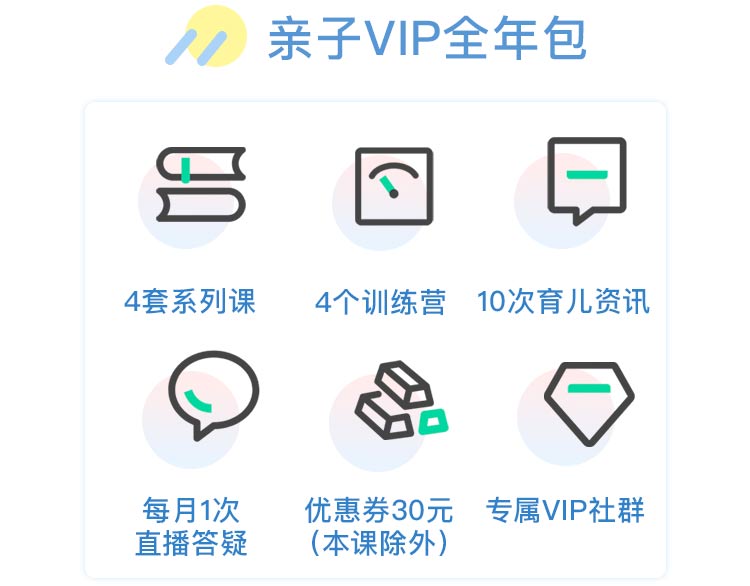 亲子VIP全年包
4套系列课
4个训练营
10次育儿资讯
每月1次
直播答疑
优惠券30元
（本课除外）
专属VIP社群